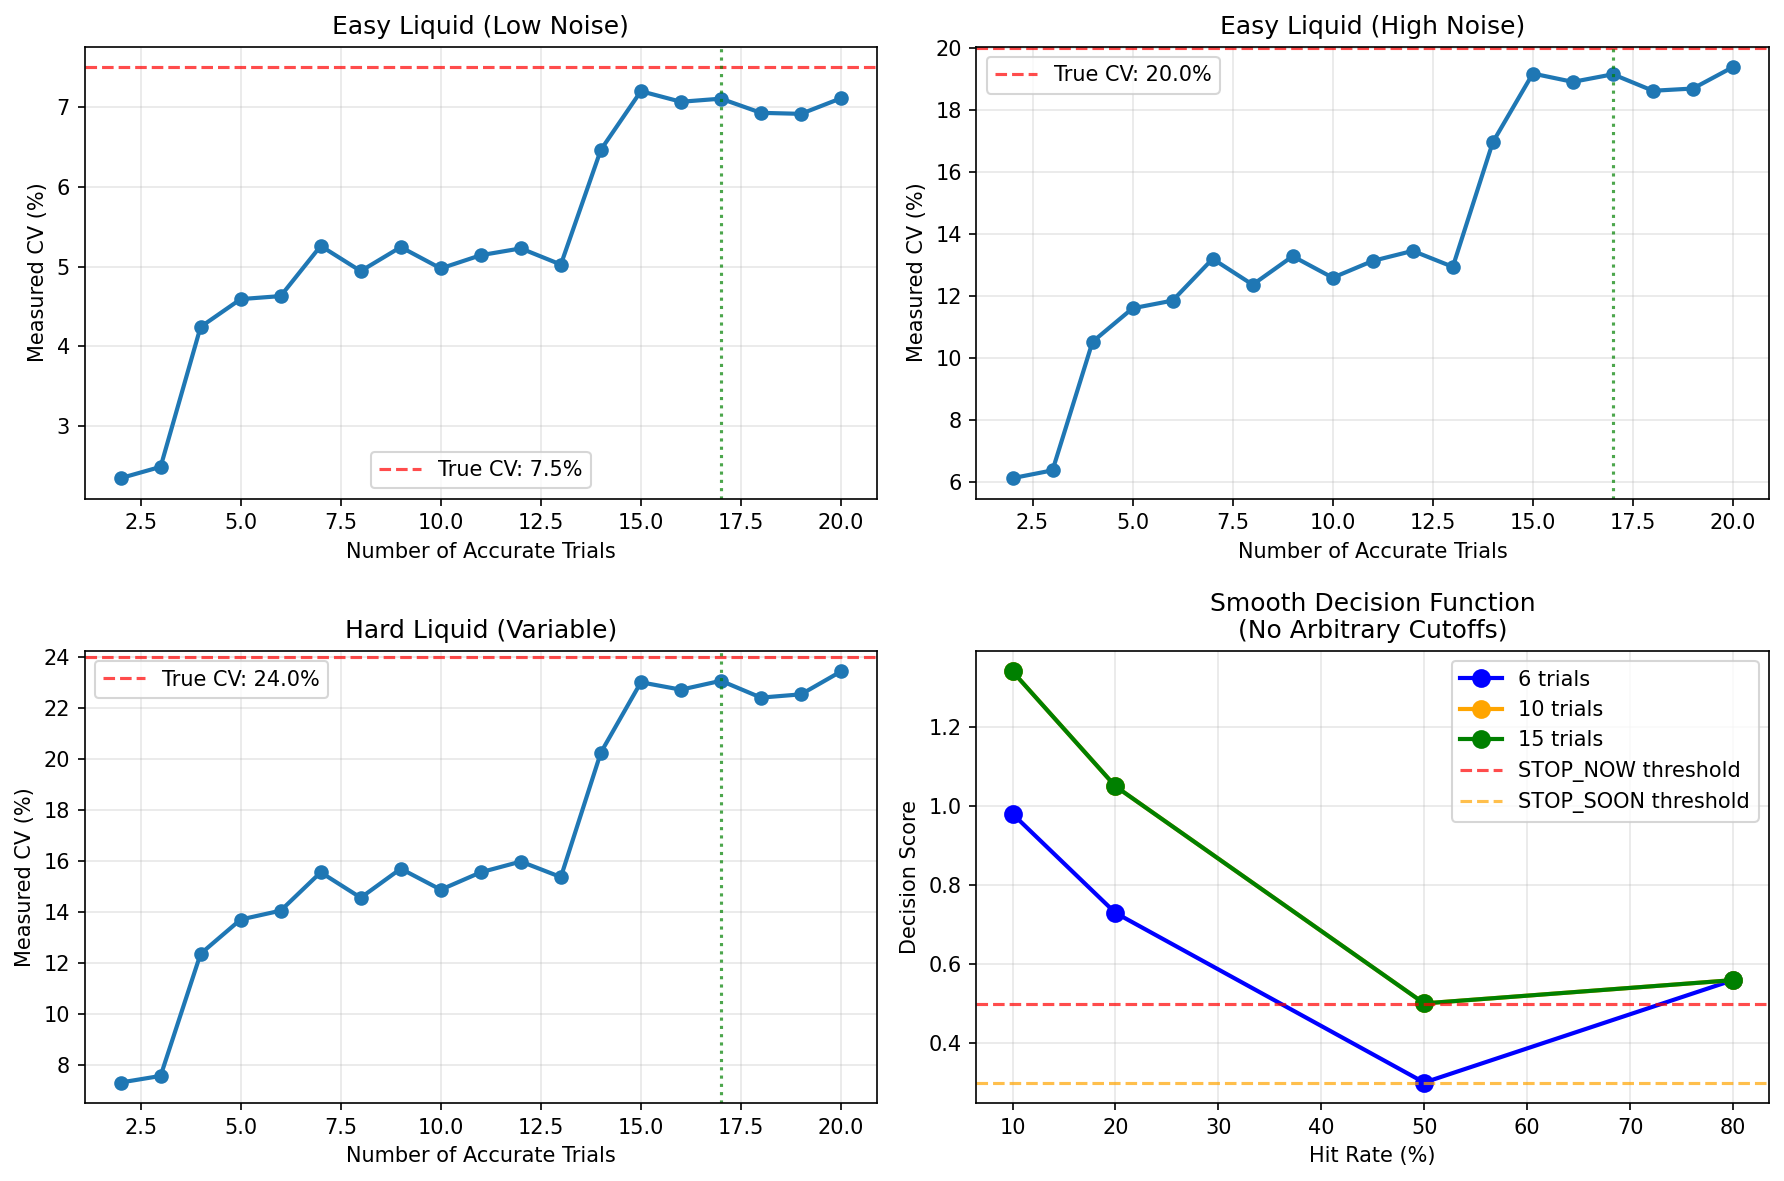 Easy Liquid (Low Noise)
Measured CV (%)
7
6
5
4
3
True CV: 7.5%
2.5 5.0 7.5 10.0 12.5 15.0 17.5 20.0
Number of Accurate Trials
Easy Liquid (High Noise)
Measured CV (%)
20
18
16
14
12
10
8
6
True CV: 20.0%
2.5 5.0 7.5 10.0 12.5 15.0 17.5 20.0
Number of Accurate Trials
Hard Liquid (Variable)
Measured CV (%)
24
22
20
18
16
14
12
10
8
True CV: 24.0%
2.5 5.0 7.5 10.0 12.5 15.0 17.5 20.0
Number of Accurate Trials
Smooth Decision Function
(No Arbitrary Cutoffs)
Decision Score
1.2
1.0
0.8
0.6
0.4
6 trials
10 trials
15 trials
STOP_NOW threshold
STOP_SOON threshold
10 20 30 40 50 60 70 80
Hit Rate (%)